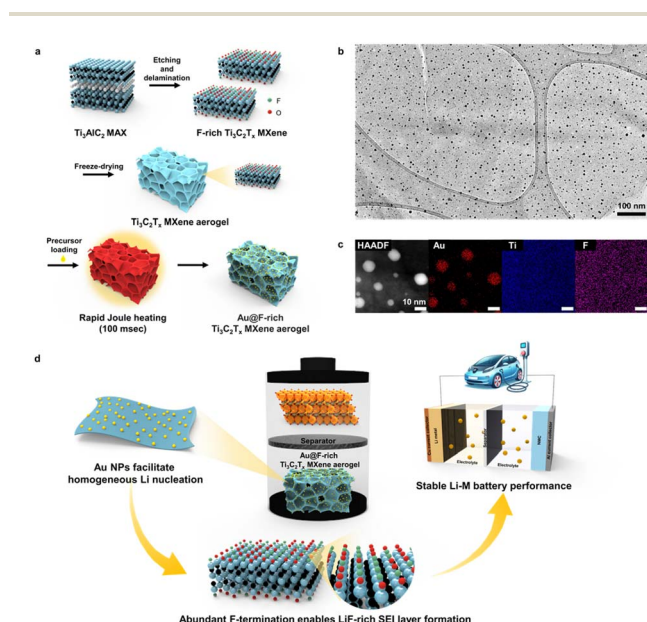 a
Etching
and
delamination
F
O
Ti₃AlC₂ MAX
F-rich Ti₃C₂Tₓ MXene
Freeze-drying
Ti₃C₂Tₓ MXene aerogel
Precursor
loading
Rapid Joule heating
(100 msec)
Au@F-rich
Ti₃C₂Tₓ MXene aerogel
b
100 nm
c
HAADF
Au
Ti
F
10 nm
d
Au NPs facilitate
homogeneous Li nucleation
Separator
Au@F-rich
Ti₃C₂Tₓ MXene aerogel
Li metal
Electrolyte
Separator
Electrolyte
NMC
Stable Li-M battery performance
Abundant F-termination enables LiF-rich SEI layer formation